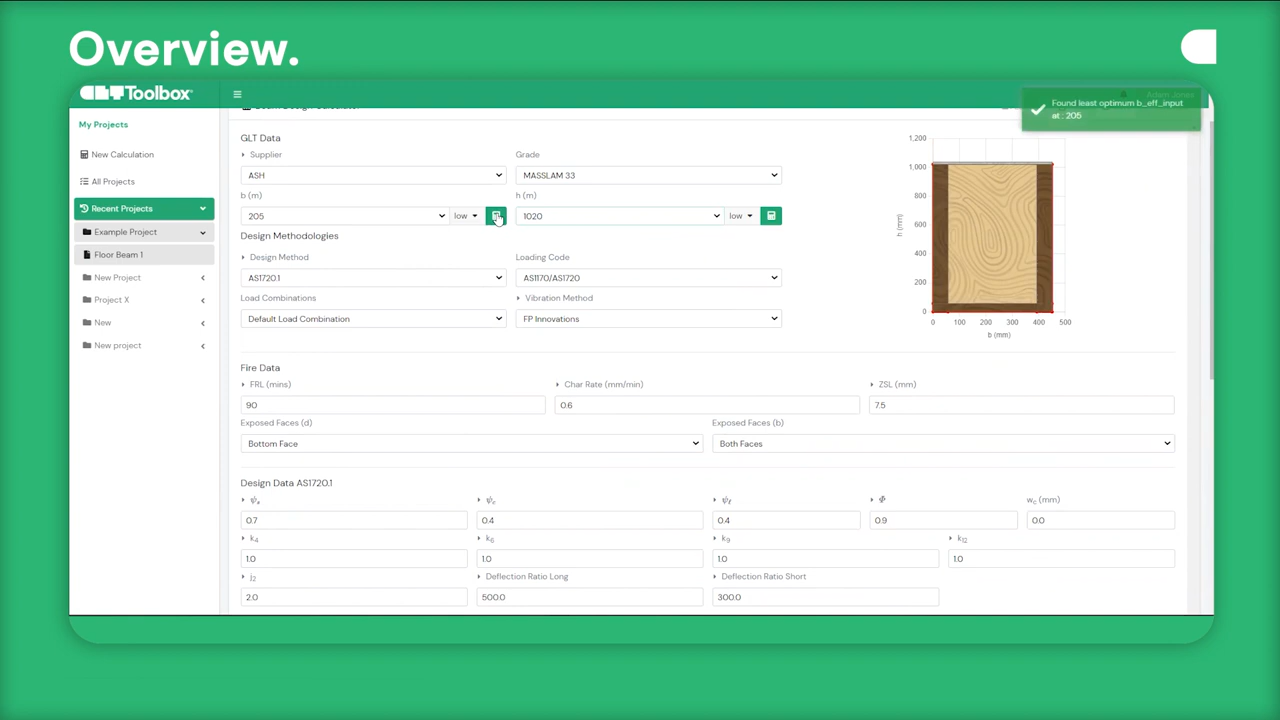 Overview.
CLTToolbox
Found least optimum b_eff_input
at : 205
My Projects
New Calculation
All Projects
Recent Projects
Example Project
Floor Beam 1
New Project
Project X
New
New project
GLT Data
Supplier
Grade
ASH
MASSLAM 33
b (m)
h (m)
205
low
1020
low
Design Methodologies
Design Method
Loading Code
AS1720.1
AS1170/AS1720
Load Combinations
Vibration Method
Default Load Combination
FP Innovations
1,200
1,000
800
600
400
200
0
h (mm)
0
100
200
300
400
500
b (mm)
Fire Data
FRL (mins)
Char Rate (mm/min)
ZSL (mm)
90
0.6
7.5
Exposed Faces (d)
Exposed Faces (b)
Bottom Face
Both Faces
Design Data AS1720.1
ψs
ψc
ψℓ
Φ
wc (mm)
0.7
0.4
0.4
0.9
0.0
k4
k6
k9
k12
1.0
1.0
1.0
1.0
j2
Deflection Ratio Long
Deflection Ratio Short
2.0
500.0
300.0